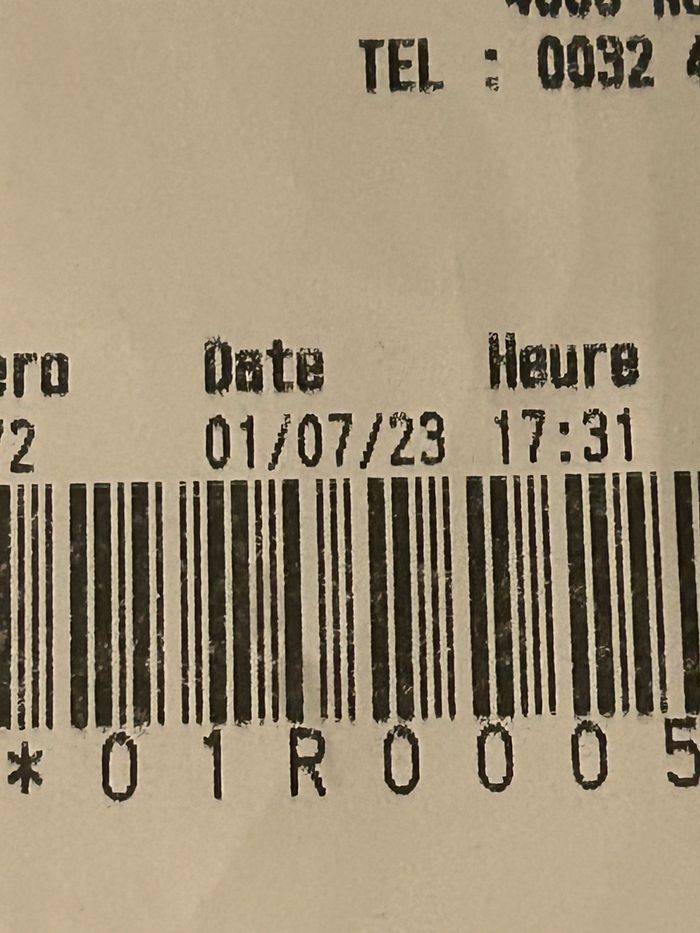 TEL : 0032
Date Heure
01/07/23 17:31
*01R0005